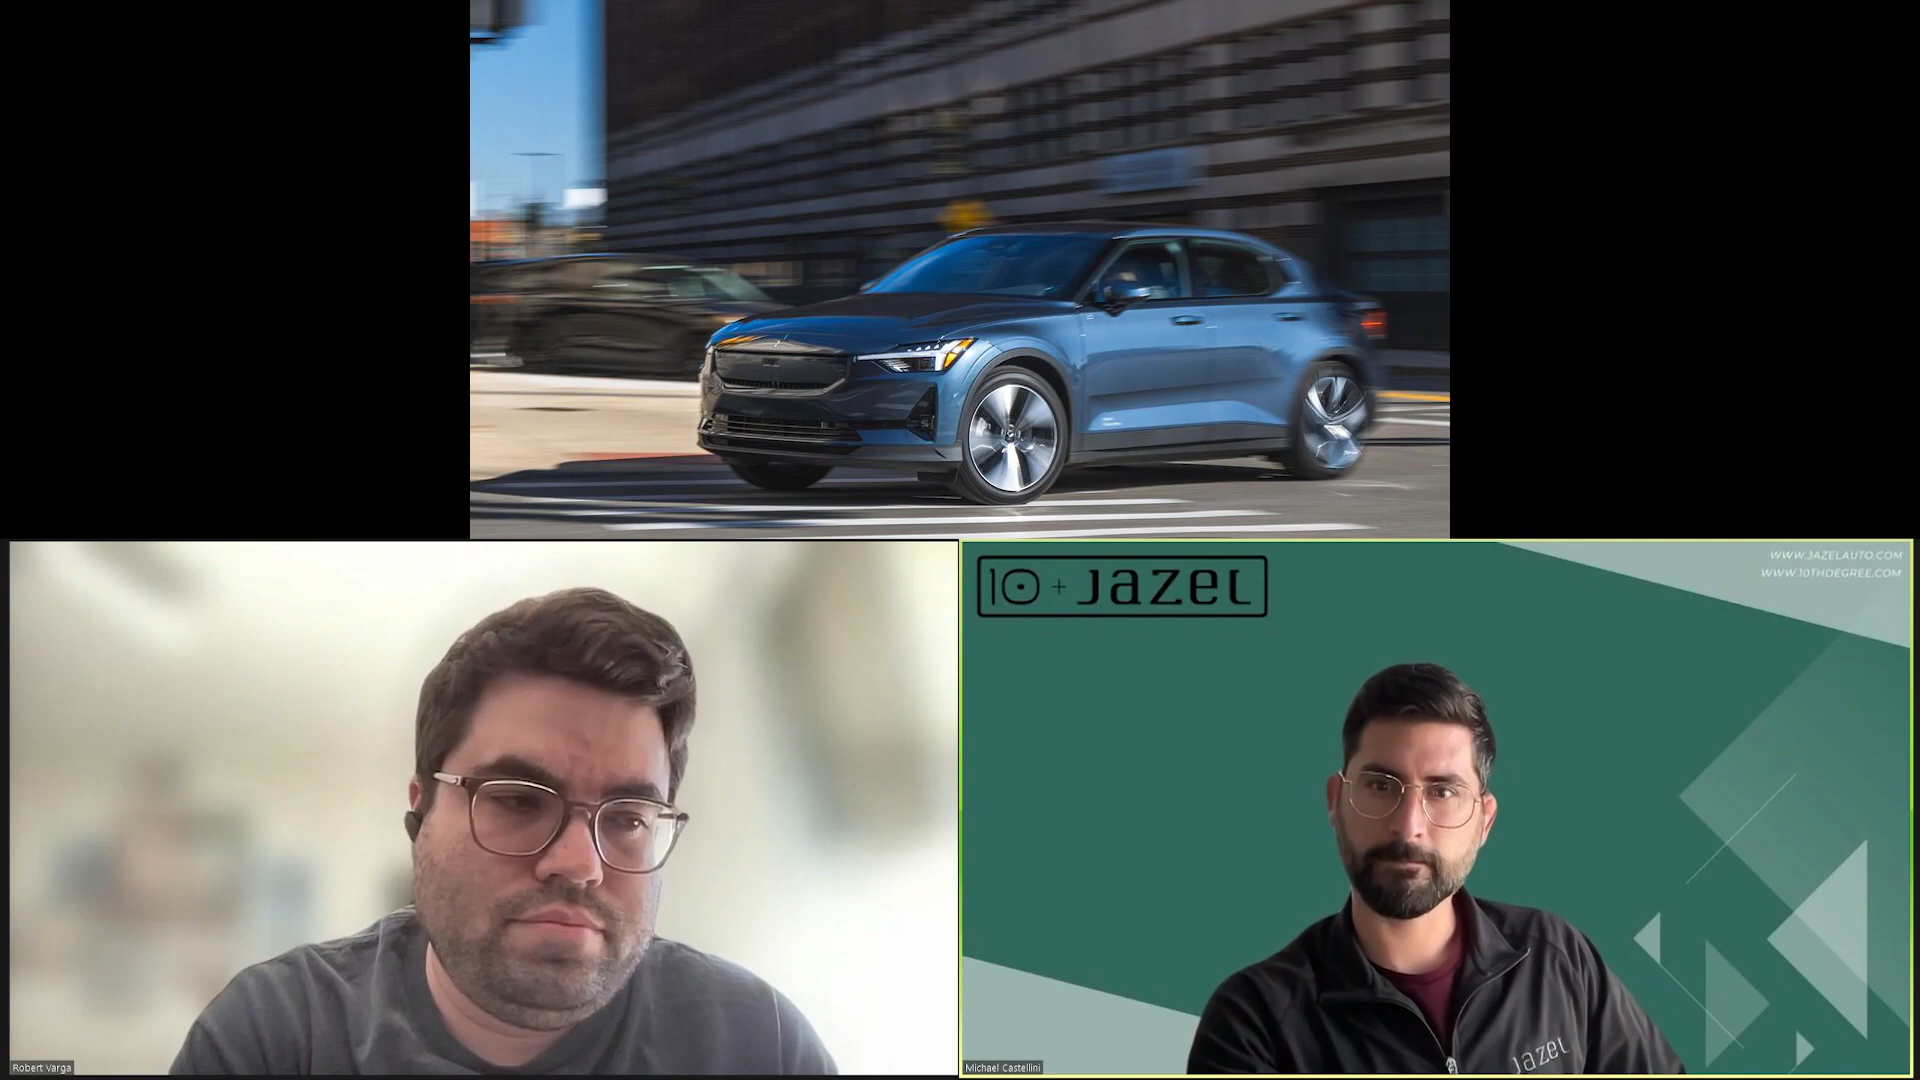 10 + Jazel
WWW.JAZELAUTO.COM
WWW.10THDEGREE.COM
Jazel
Robert Varga
Michael Castellini